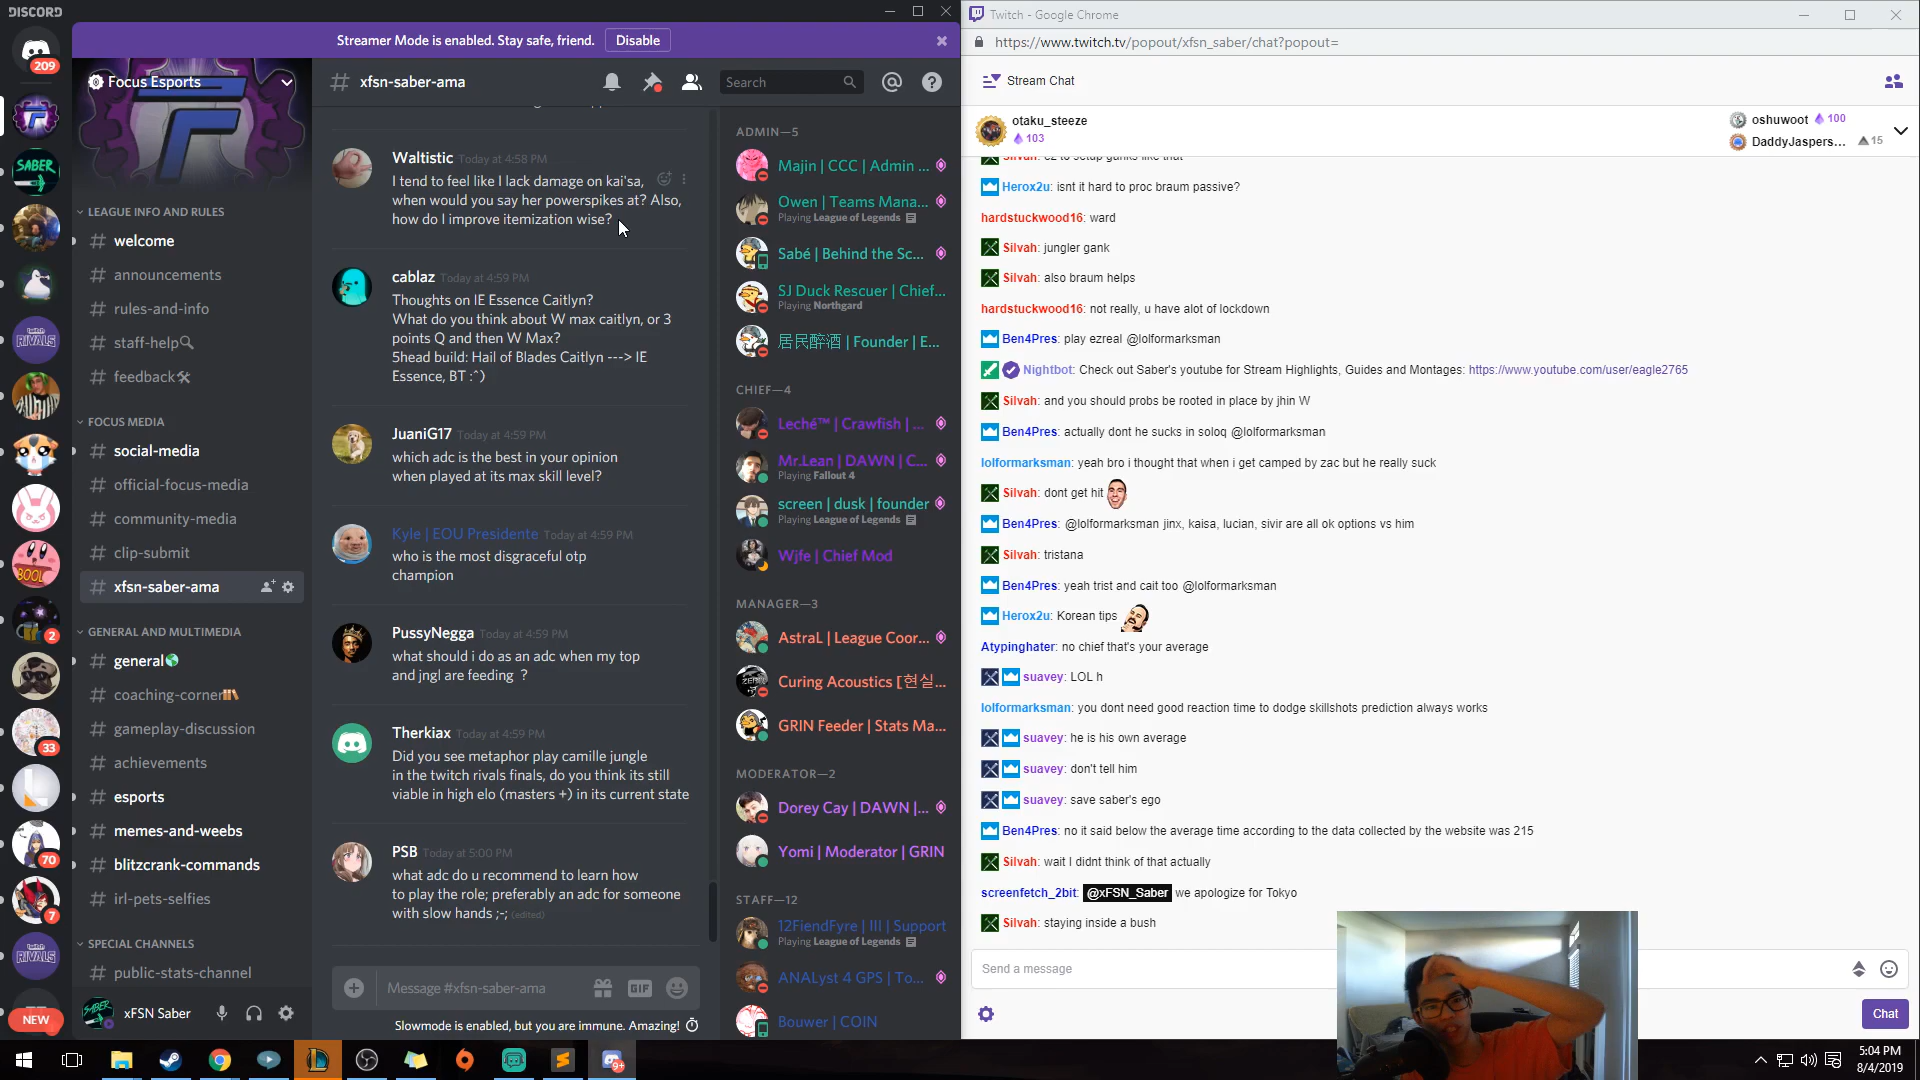 DISCORD
209
Streamer Mode is enabled. Stay safe, friend.
Disable
Focus Esports
# xfsn-saber-ama
Search
LEAGUE INFO AND RULES
# welcome
# announcements
# rules-and-info
# staff-help
# feedback
FOCUS MEDIA
# social-media
# official-focus-media
# community-media
# clip-submit
# xfsn-saber-ama
GENERAL AND MULTIMEDIA
# general
# coaching-corner
# gameplay-discussion
# achievements
# esports
# memes-and-weebs
# blitzcrank-commands
# irl-pets-selfies
SPECIAL CHANNELS
# public-stats-channel
xFSN Saber
SABER
RIVALS
BOOL
2
33
70
7
RIVALS
NEW
Waltistic Today at 4:58 PM
I tend to feel like I lack damage on kai'sa,
when would you say her powerspikes at? Also,
how do I improve itemization wise?
cablaz Today at 4:59 PM
Thoughts on IE Essence Caitlyn?
What do you think about W max caitlyn, or 3
points Q and then W Max?
5head build: Hail of Blades Caitlyn ---> IE
Essence, BT :^)
JuaniG17 Today at 4:59 PM
which adc is the best in your opinion
when played at its max skill level?
Kyle | EOU Presidente Today at 4:59 PM
who is the most disgraceful otp
champion
PussyNegga Today at 4:59 PM
what should i do as an adc when my top
and jngl are feeding ?
Therkiax Today at 4:59 PM
Did you see metaphor play camille jungle
in the twitch rivals finals, do you think its still
viable in high elo (masters +) in its current state
PSB Today at 5:00 PM
what adc do u recommend to learn how
to play the role; preferably an adc for someone
with slow hands ;-; (edited)
Message #xfsn-saber-ama
GIF
Slowmode is enabled, but you are immune. Amazing!
ADMIN—5
Majin | CCC | Admin ...
Owen | Teams Mana...
Playing League of Legends
Sabé | Behind the Sc...
SJ Duck Rescuer | Chief...
Playing Northgard
居民醉酒 | Founder | E...
CHIEF—4
Leché™ | Crawfish | ...
Mr.Lean | DAWN | C...
Playing Fallout 4
screen | dusk | founder
Playing League of Legends
Wjfe | Chief Mod
MANAGER—3
AstraL | League Coor...
Curing Acoustics [현실...
GRIN Feeder | Stats Ma...
MODERATOR—2
Dorey Cay | DAWN |...
Yomi | Moderator | GRIN
STAFF—12
12FiendFyre | III | Support
Playing League of Legends
ANALyst 4 GPS | To...
Bouwer | COIN
Twitch - Google Chrome
https://www.twitch.tv/popout/xfsn_saber/chat?popout=
Stream Chat
otaku_steeze
103
oshuwoot 100
DaddyJaspers... 15
Silvah: ez to setup ganks like that
Herox2u: isnt it hard to proc braum passive?
hardstuckwood16: ward
Silvah: jungler gank
Silvah: also braum helps
hardstuckwood16: not really, u have alot of lockdown
Ben4Pres: play ezreal @lolformarksman
Nightbot: Check out Saber's youtube for Stream Highlights, Guides and Montages: https://www.youtube.com/user/eagle2765
Silvah: and you should probs be rooted in place by jhin W
Ben4Pres: actually dont he sucks in soloq @lolformarksman
lolformarksman: yeah bro i thought that when i get camped by zac but he really suck
Silvah: dont get hit
Ben4Pres: @lolformarksman jinx, kaisa, lucian, sivir are all ok options vs him
Silvah: tristana
Ben4Pres: yeah trist and cait too @lolformarksman
Herox2u: Korean tips
Atypinghater: no chief that's your average
suavey: LOL h
lolformarksman: you dont need good reaction time to dodge skillshots prediction always works
suavey: he is his own average
suavey: don't tell him
suavey: save saber's ego
Ben4Pres: no it said below the average time according to the data collected by the website was 215
Silvah: wait I didnt think of that actually
screenfetch_2bit: @xFSN_Saber we apologize for Tokyo
Silvah: staying inside a bush
Send a message
Chat
5:04 PM
8/4/2019